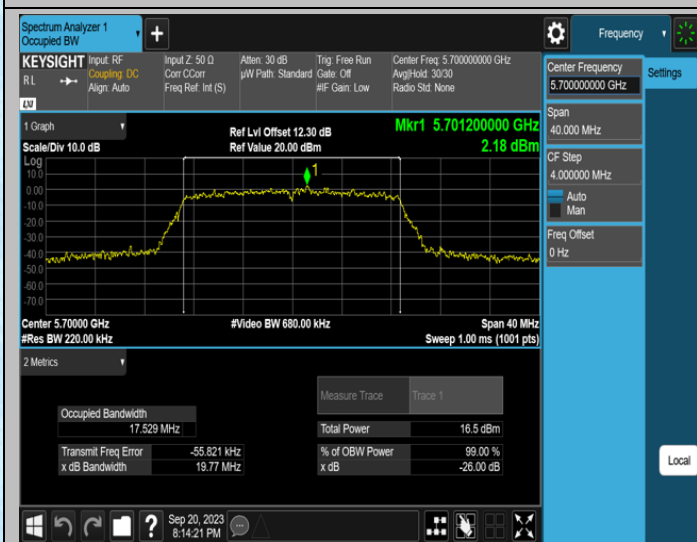 Spectrum Analyzer 1
Occupied BW
+
Frequency
KEYSIGHT
RL
Input: RF
Coupling: DC
Align: Auto
Input Z: 50 Ω
Corr CCorr
Freq Ref: Int (S)
Atten: 30 dB
µW Path: Standard
Trig: Free Run
Gate: Off
#IF Gain: Low
Center Freq: 5.700000000 GHz
Avg|Hold: 30/30
Radio Std: None
LXI
1 Graph
Scale/Div 10.0 dB
Ref Lvl Offset 12.30 dB
Ref Value 20.00 dBm
Mkr1 5.701200000 GHz
2.18 dBm
Log
10.0
0.00
-10.0
-20.0
-30.0
-40.0
-50.0
-60.0
-70.0
1
Center 5.70000 GHz
#Video BW 680.00 kHz
Span 40 MHz
#Res BW 220.00 kHz
Sweep 1.00 ms (1001 pts)
2 Metrics
Measure Trace
Trace 1
Occupied Bandwidth
17.529 MHz
Total Power
16.5 dBm
Transmit Freq Error
-55.821 kHz
% of OBW Power
99.00 %
x dB Bandwidth
19.77 MHz
x dB
-26.00 dB
Center Frequency
5.700000000 GHz
Settings
Span
40.000 MHz
CF Step
4.000000 MHz
Auto
Man
Freq Offset
0 Hz
Local
?
Sep 20, 2023
8:14:21 PM